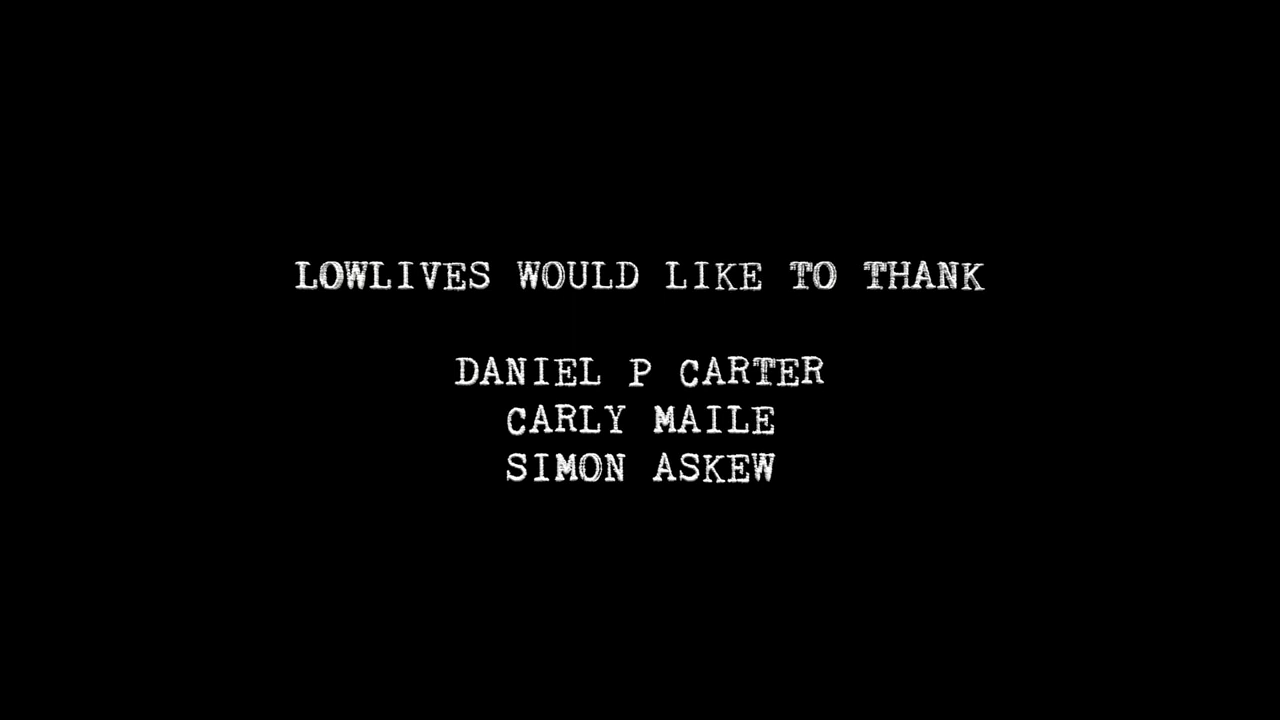 LOWLIVES WOULD LIKE TO THANK
DANIEL P CARTER
CARLY MAILE
SIMON ASKEW